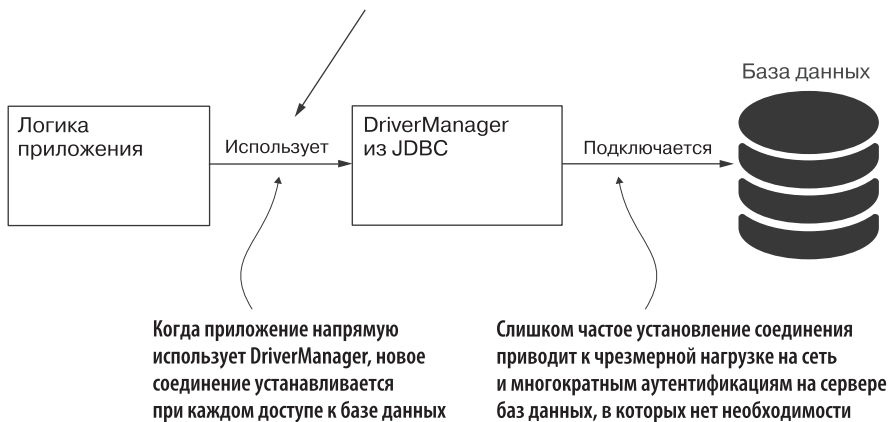 База данных
Логика
приложения
Использует
DriverManager
из JDBC
Подключается
Когда приложение напрямую
использует DriverManager, новое
соединение устанавливается
при каждом доступе к базе данных
Слишком частое установление соединения
приводит к чрезмерной нагрузке на сеть
и многократным аутентификациям на сервере
баз данных, в которых нет необходимости